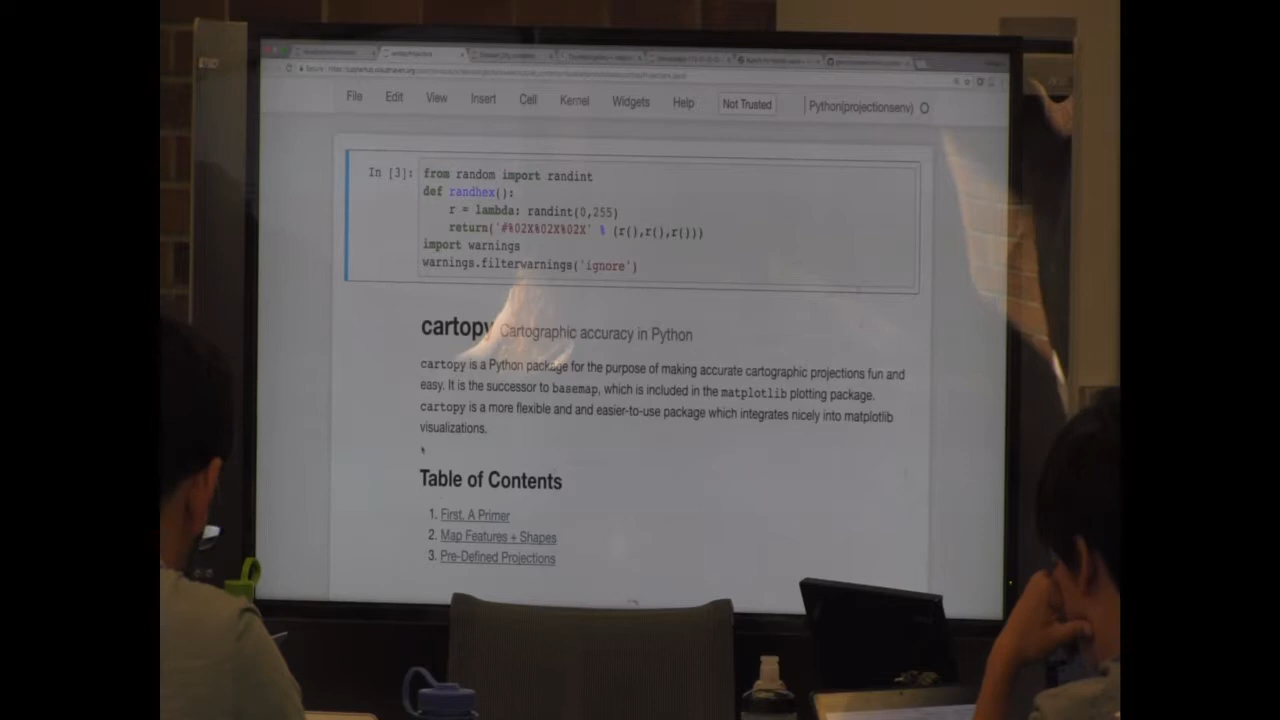 File Edit View Insert Cell Kernel Widgets Help Not Trusted Python(projectionsenv)
In [3]: from random import randint
def randhex():
r = lambda: randint(0,255)
return('#%02X%02X%02X' % (r(),r(),r()))
import warnings
warnings.filterwarnings('ignore')
cartopy Cartographic accuracy in Python
cartopy is a Python package for the purpose of making accurate cartographic projections fun and
easy. It is the successor to basemap, which is included in the matplotlib plotting package.
cartopy is a more flexible and and easier-to-use package which integrates nicely into matplotlib
visualizations.
Table of Contents
1. First, A Primer
2. Map Features + Shapes
3. Pre-Defined Projections